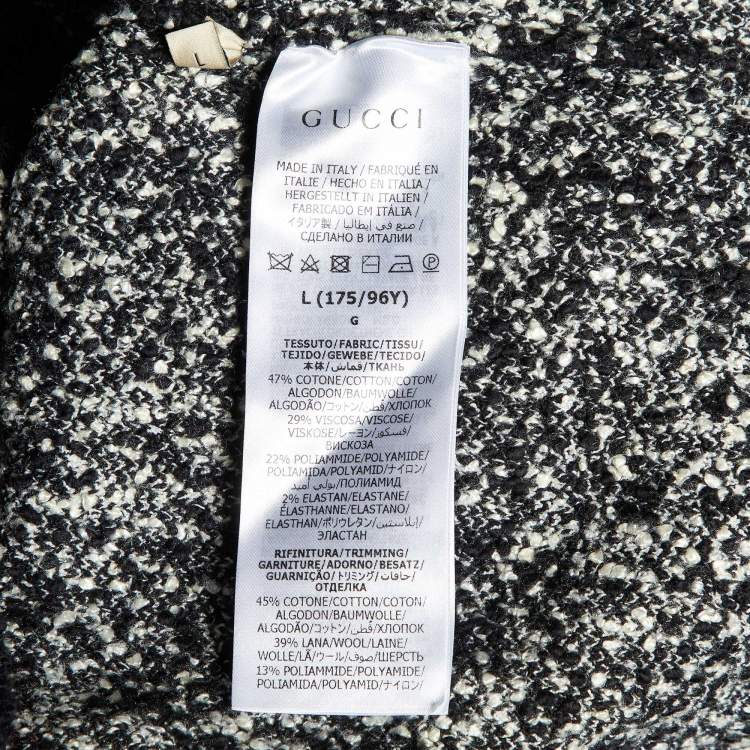 L
GUCCI
MADE IN ITALY / FABRIQUÉ EN
ITALIE / HECHO EN ITALIA /
HERGESTELLT IN ITALIEN /
FABRICADO EM ITÁLIA /
イタリア製 / صنع في إيطاليا /
СДЕЛАНО В ИТАЛИИ
L (175/96Y)
G
TESSUTO/FABRIC/TISSU/
TEJIDO/GEWEBE/TECIDO/
本体/قماش/ТКАНЬ
47% COTONE/COTTON/COTON/
ALGODON/BAUMWOLLE/
ALGODÃO/コットン/قطن/ХЛОПОК
29% VISCOSA/VISCOSE/
VISKOSE/レーヨン/فسكوز/
ВИСКОЗА
22% POLIAMMIDE/POLYAMIDE/
POLIAMIDA/POLYAMID/ナイロン/
بولي أميد/ПОЛИАМИД
2% ELASTAN/ELASTANE/
ÉLASTHANNE/ELASTANO/
ELASTHAN/ポリウレタン/إيلاستين/
ЭЛАСТАН
RIFINITURA/TRIMMING/
GARNITURE/ADORNO/BESATZ/
GUARNIÇÃO/トリミング/حافات/
ОТДЕЛКА
45% COTONE/COTTON/COTON/
ALGODON/BAUMWOLLE/
ALGODÃO/コットン/قطن/ХЛОПОК
39% LANA/WOOL/LAINE/
WOLLE/LÃ/ウール/صوف/ШЕРСТЬ
13% POLIAMMIDE/POLYAMIDE/
POLIAMIDA/POLYAMID/ナイロン/